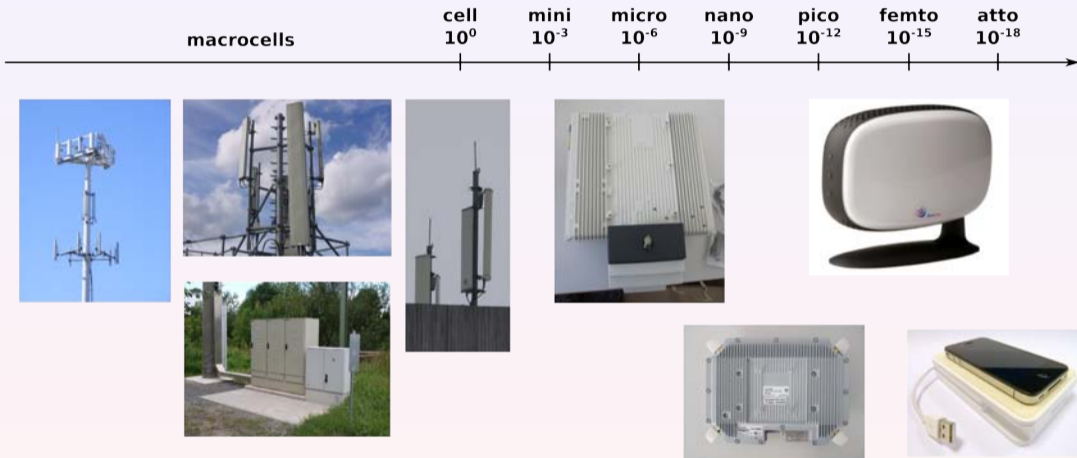 macrocells
cell mini micro nano pico femto atto
10⁰ 10⁻³ 10⁻⁶ 10⁻⁹ 10⁻¹² 10⁻¹⁵ 10⁻¹⁸